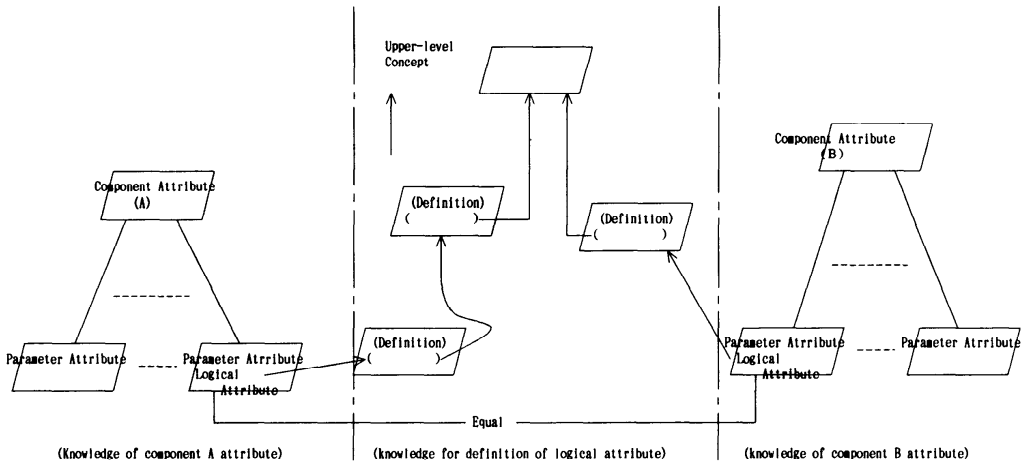 Upper-level
Concept
Component Attribute
(B)
Component Attribute
(A)
(Definition)
( )
(Definition)
( )
Parameter Attribute
Parameter Atrribute
Logical
Attribute
(Definition)
( )
Parameter Attribute
Logical
Attribute
Parameter Attribute
Equal
(Knowledge of component A attribute)
(knowledge for definition of logical attribute)
(knowledge of component B attribute)